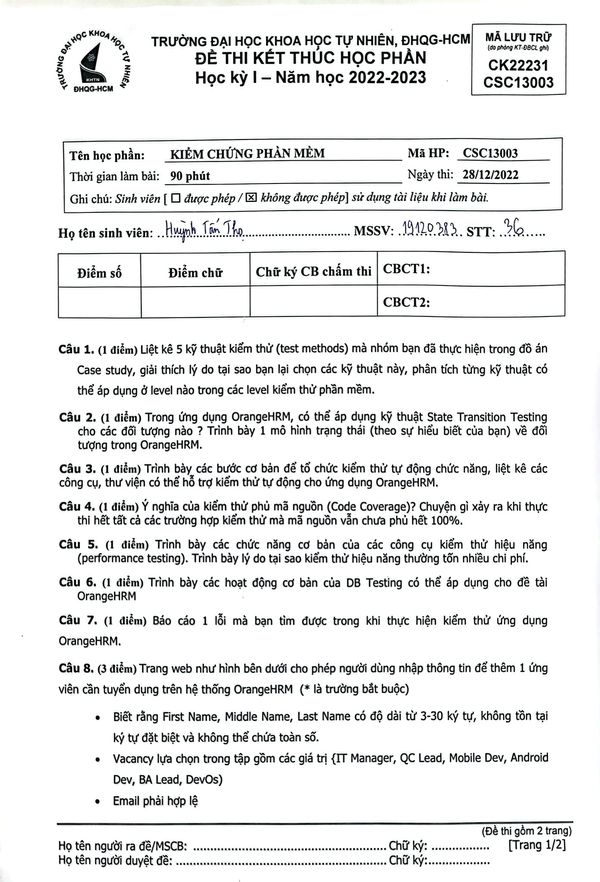 TRƯỜNG ĐẠI HỌC KHOA HỌC TỰ NHIÊN
KHTN
ĐHQG-HCM
TRƯỜNG ĐẠI HỌC KHOA HỌC TỰ NHIÊN, ĐHQG-HCM
ĐỀ THI KẾT THÚC HỌC PHẦN
Học kỳ I – Năm học 2022-2023
MÃ LƯU TRỮ
(do phòng KT-ĐBCL ghi)
CK22231
CSC13003
Tên học phần: KIỂM CHỨNG PHẦN MỀM Mã HP: CSC13003
Thời gian làm bài: 90 phút Ngày thi: 28/12/2022
Ghi chú: Sinh viên [ ☐ được phép / ☒ không được phép] sử dụng tài liệu khi làm bài.
Họ tên sinh viên: Huỳnh Tấn Thọ MSSV: 19120383 STT: 36
Điểm số Điểm chữ Chữ ký CB chấm thi CBCT1:
CBCT2:
Câu 1. (1 điểm) Liệt kê 5 kỹ thuật kiểm thử (test methods) mà nhóm bạn đã thực hiện trong đồ án
Case study, giải thích lý do tại sao bạn lại chọn các kỹ thuật này, phân tích từng kỹ thuật có
thể áp dụng ở level nào trong các level kiểm thử phần mềm.
Câu 2. (1 điểm) Trong ứng dụng OrangeHRM, có thể áp dụng kỹ thuật State Transition Testing
cho các đối tượng nào ? Trình bày 1 mô hình trạng thái (theo sự hiểu biết của bạn) về đối
tượng trong OrangeHRM.
Câu 3. (1 điểm) Trình bày các bước cơ bản để tổ chức kiểm thử tự động chức năng, liệt kê các
công cụ, thư viện có thể hỗ trợ kiểm thử tự động cho ứng dụng OrangeHRM.
Câu 4. (1 điểm) Ý nghĩa của kiểm thử phủ mã nguồn (Code Coverage)? Chuyện gì xảy ra khi thực
thi hết tất cả các trường hợp kiểm thử mà mã nguồn vẫn chưa phủ hết 100%.
Câu 5. (1 điểm) Trình bày các chức năng cơ bản của các công cụ kiểm thử hiệu năng
(performance testing). Trình bày lý do tại sao kiểm thử hiệu năng thường tốn nhiều chi phí.
Câu 6. (1 điểm) Trình bày các hoạt động cơ bản của DB Testing có thể áp dụng cho đề tài
OrangeHRM
Câu 7. (1 điểm) Báo cáo 1 lỗi mà bạn tìm được trong khi thực hiện kiểm thử ứng dụng
OrangeHRM.
Câu 8. (3 điểm) Trang web như hình bên dưới cho phép người dùng nhập thông tin để thêm 1 ứng
viên cần tuyển dụng trên hệ thống OrangeHRM (* là trường bắt buộc)
• Biết rằng First Name, Middle Name, Last Name có độ dài từ 3-30 ký tự, không tồn tại
ký tự đặt biệt và không thể chứa toàn số.
• Vacancy lựa chọn trong tập gồm các giá trị {IT Manager, QC Lead, Mobile Dev, Android
Dev, BA Lead, DevOs)
• Email phải hợp lệ
(Đề thi gồm 2 trang)
Họ tên người ra đề/MSCB: ........ Chữ ký: ........ [Trang 1/2]
Họ tên người duyệt đề: ........ Chữ ký: ........